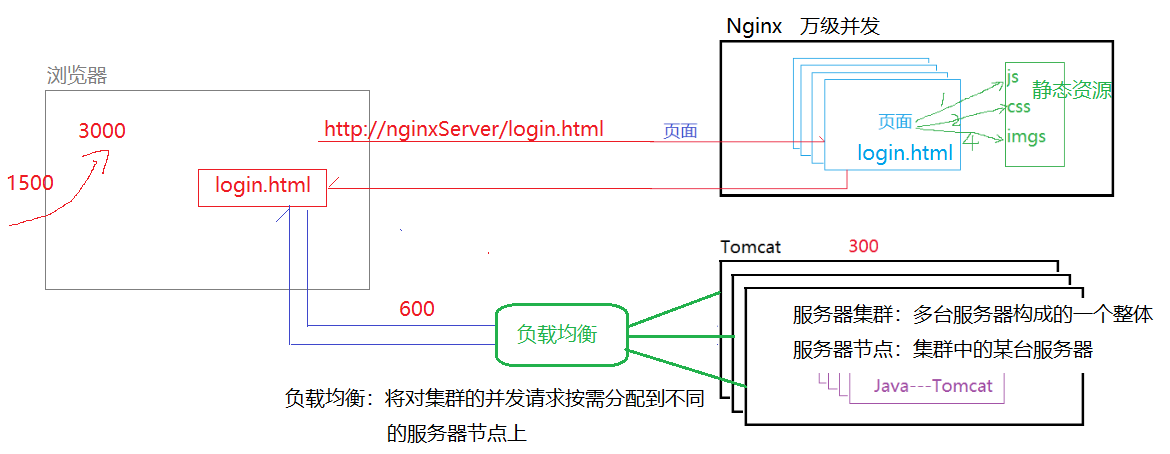 Nginx 万级并发
浏览器
3000
1500
http://nginxServer/login.html
页面
login.html
页面
login.html
1
2
4
js
css
imgs
静态资源
Tomcat
300
600
负载均衡
服务器集群：多台服务器构成的一个整体
服务器节点：集群中的某台服务器
Java---Tomcat
负载均衡：将对集群的并发请求按需分配到不同
的服务器节点上